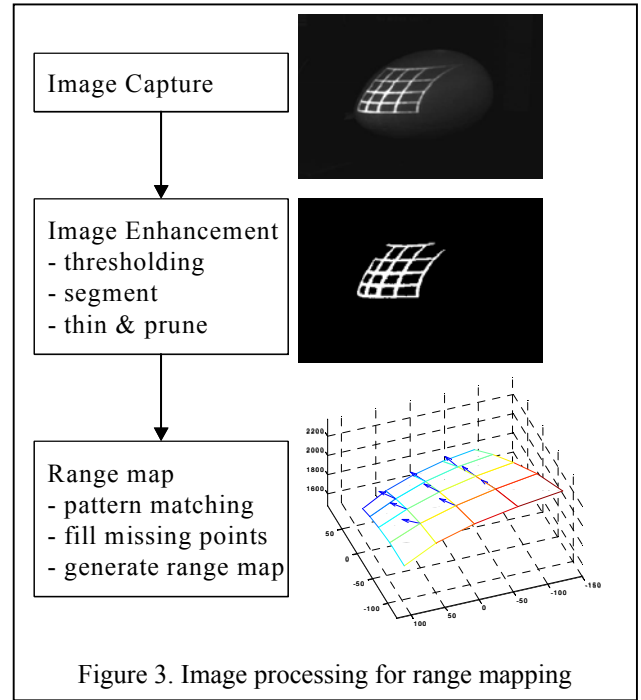 Image Capture
Image Enhancement
- thresholding
- segment
- thin & prune
Range map
- pattern matching
- fill missing points
- generate range map
2200
2000
1800
1600
50
0
-50
-100
100
50
0
-50
-100
-150
Figure 3. Image processing for range mapping